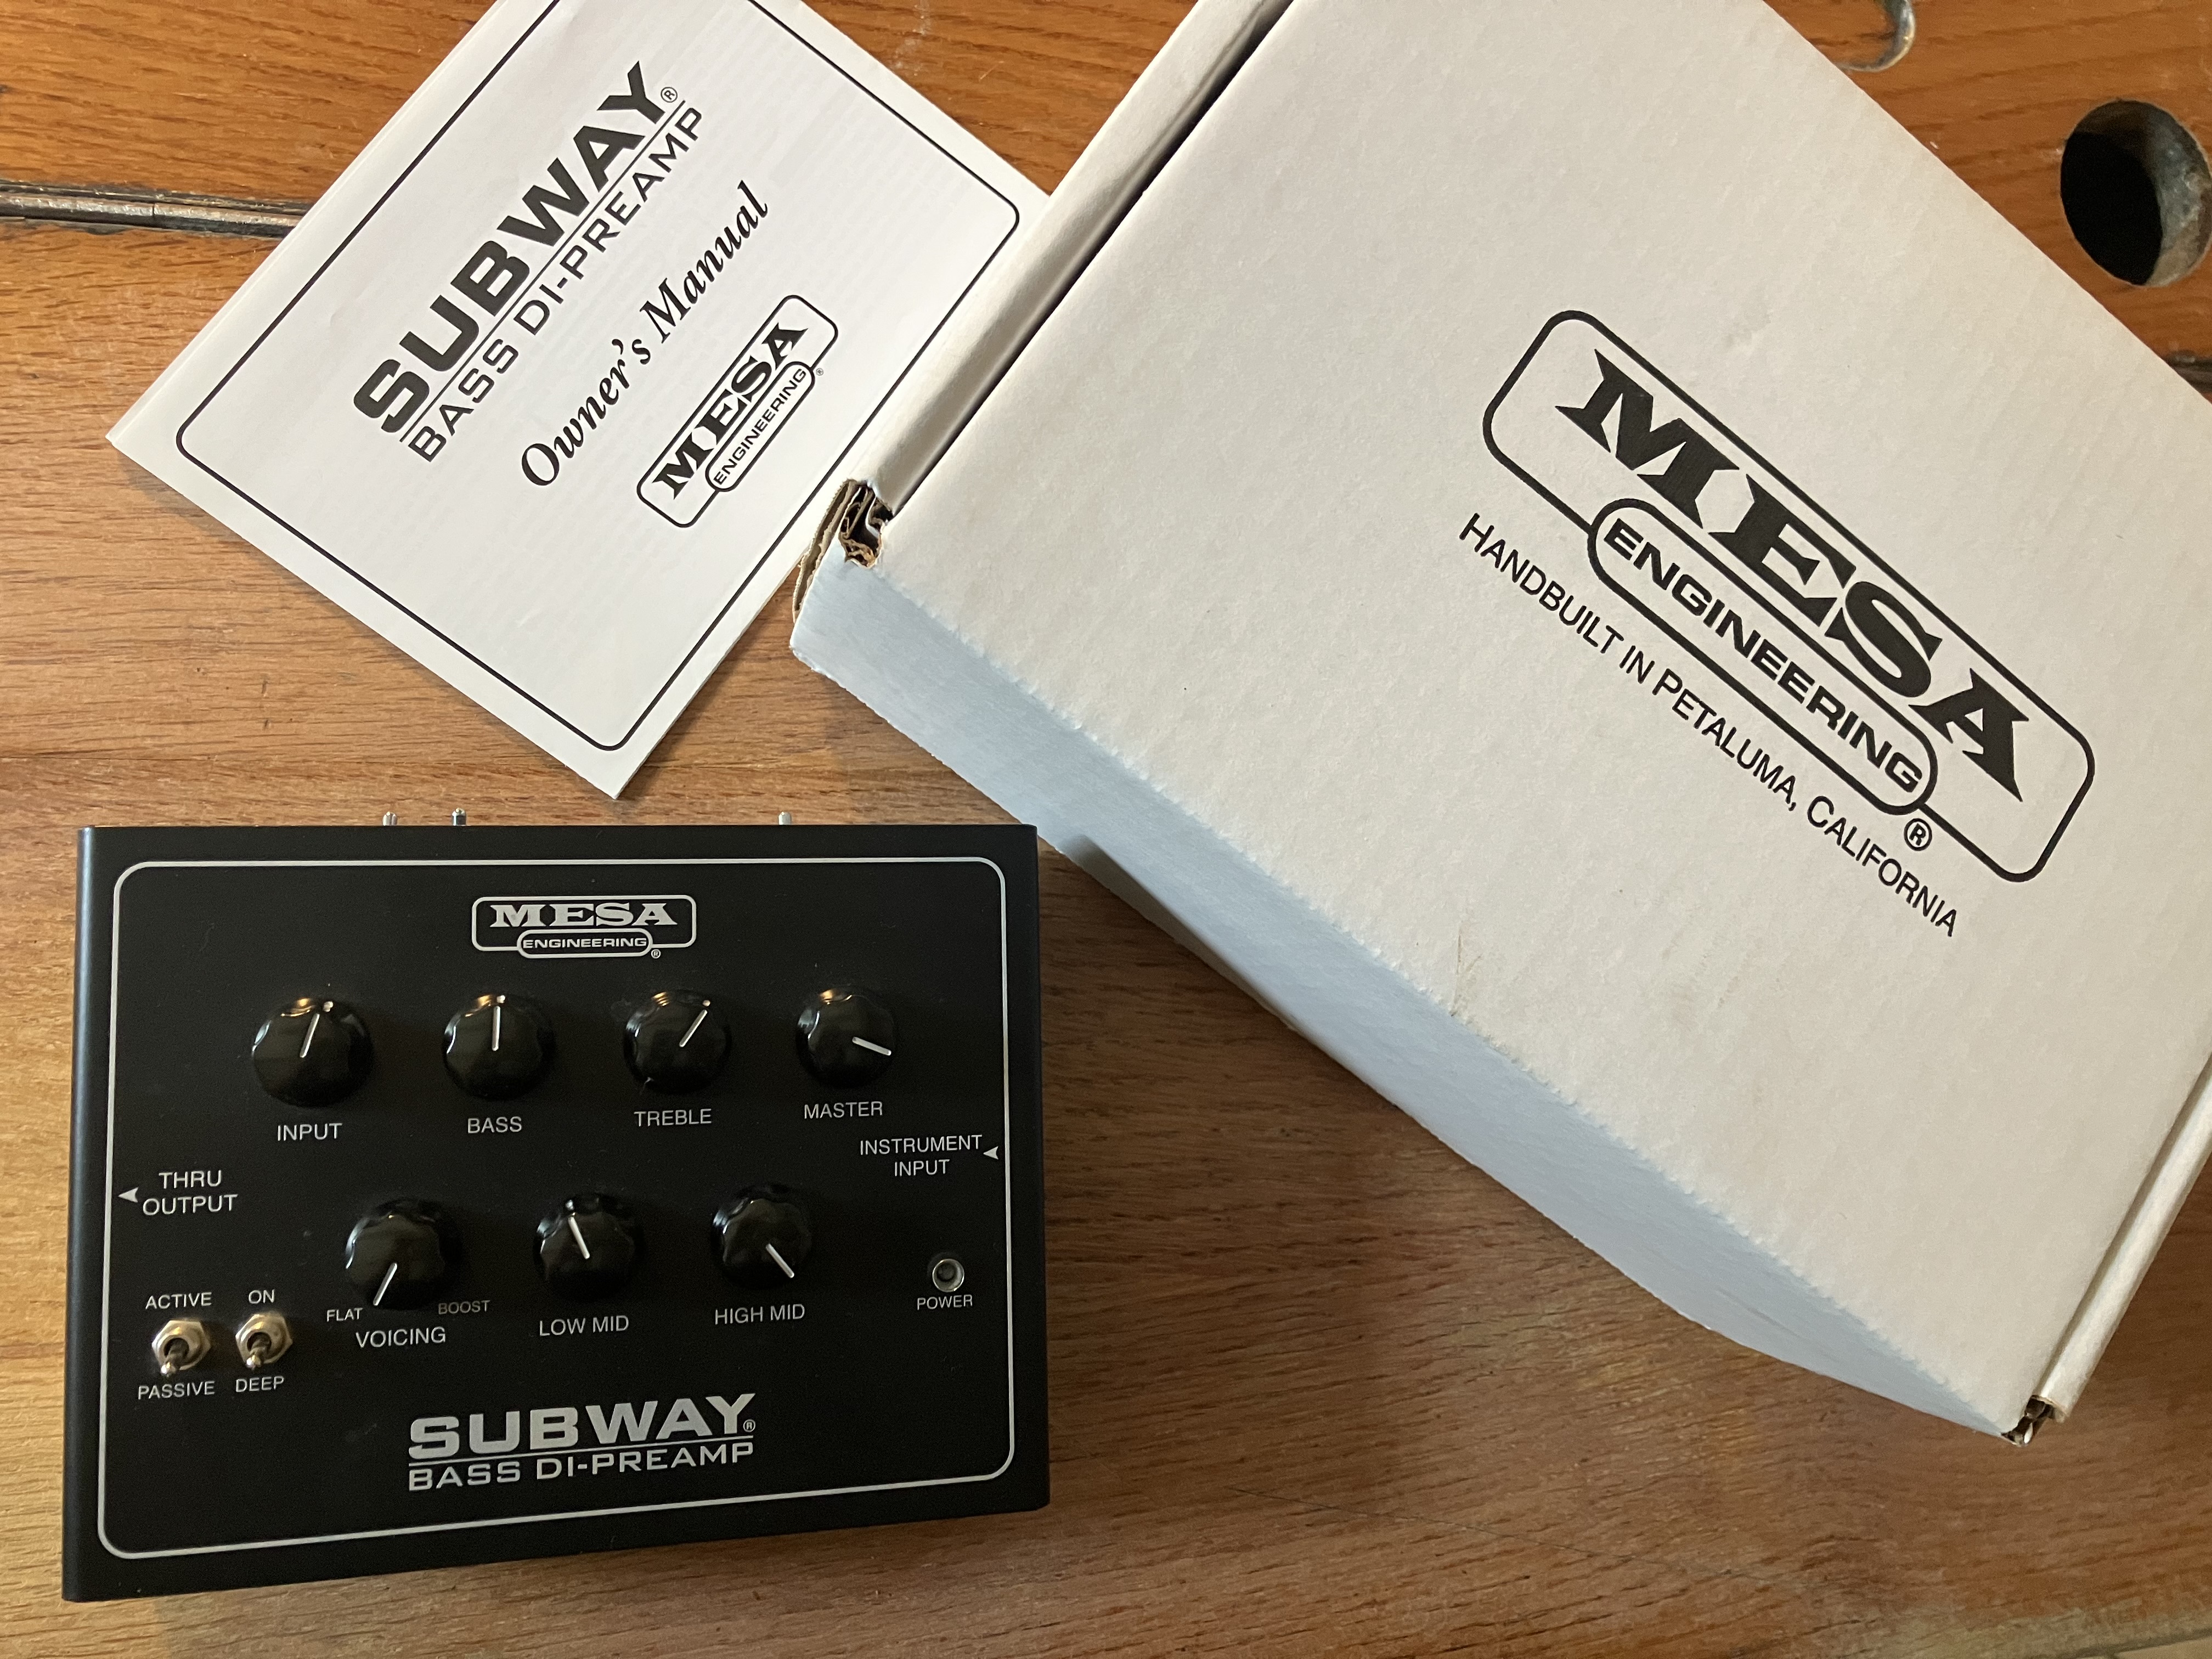 SUBWAY®
BASS DI-PREAMP
Owner's Manual
MESA
ENGINEERING®
MESA
ENGINEERING®
HANDBUILT IN PETALUMA, CALIFORNIA
MESA
ENGINEERING®
INPUT
BASS
TREBLE
MASTER
INSTRUMENT
INPUT
THRU
OUTPUT
ACTIVE
ON
FLAT
BOOST
VOICING
LOW MID
HIGH MID
POWER
PASSIVE
DEEP
SUBWAY®
BASS DI-PREAMP